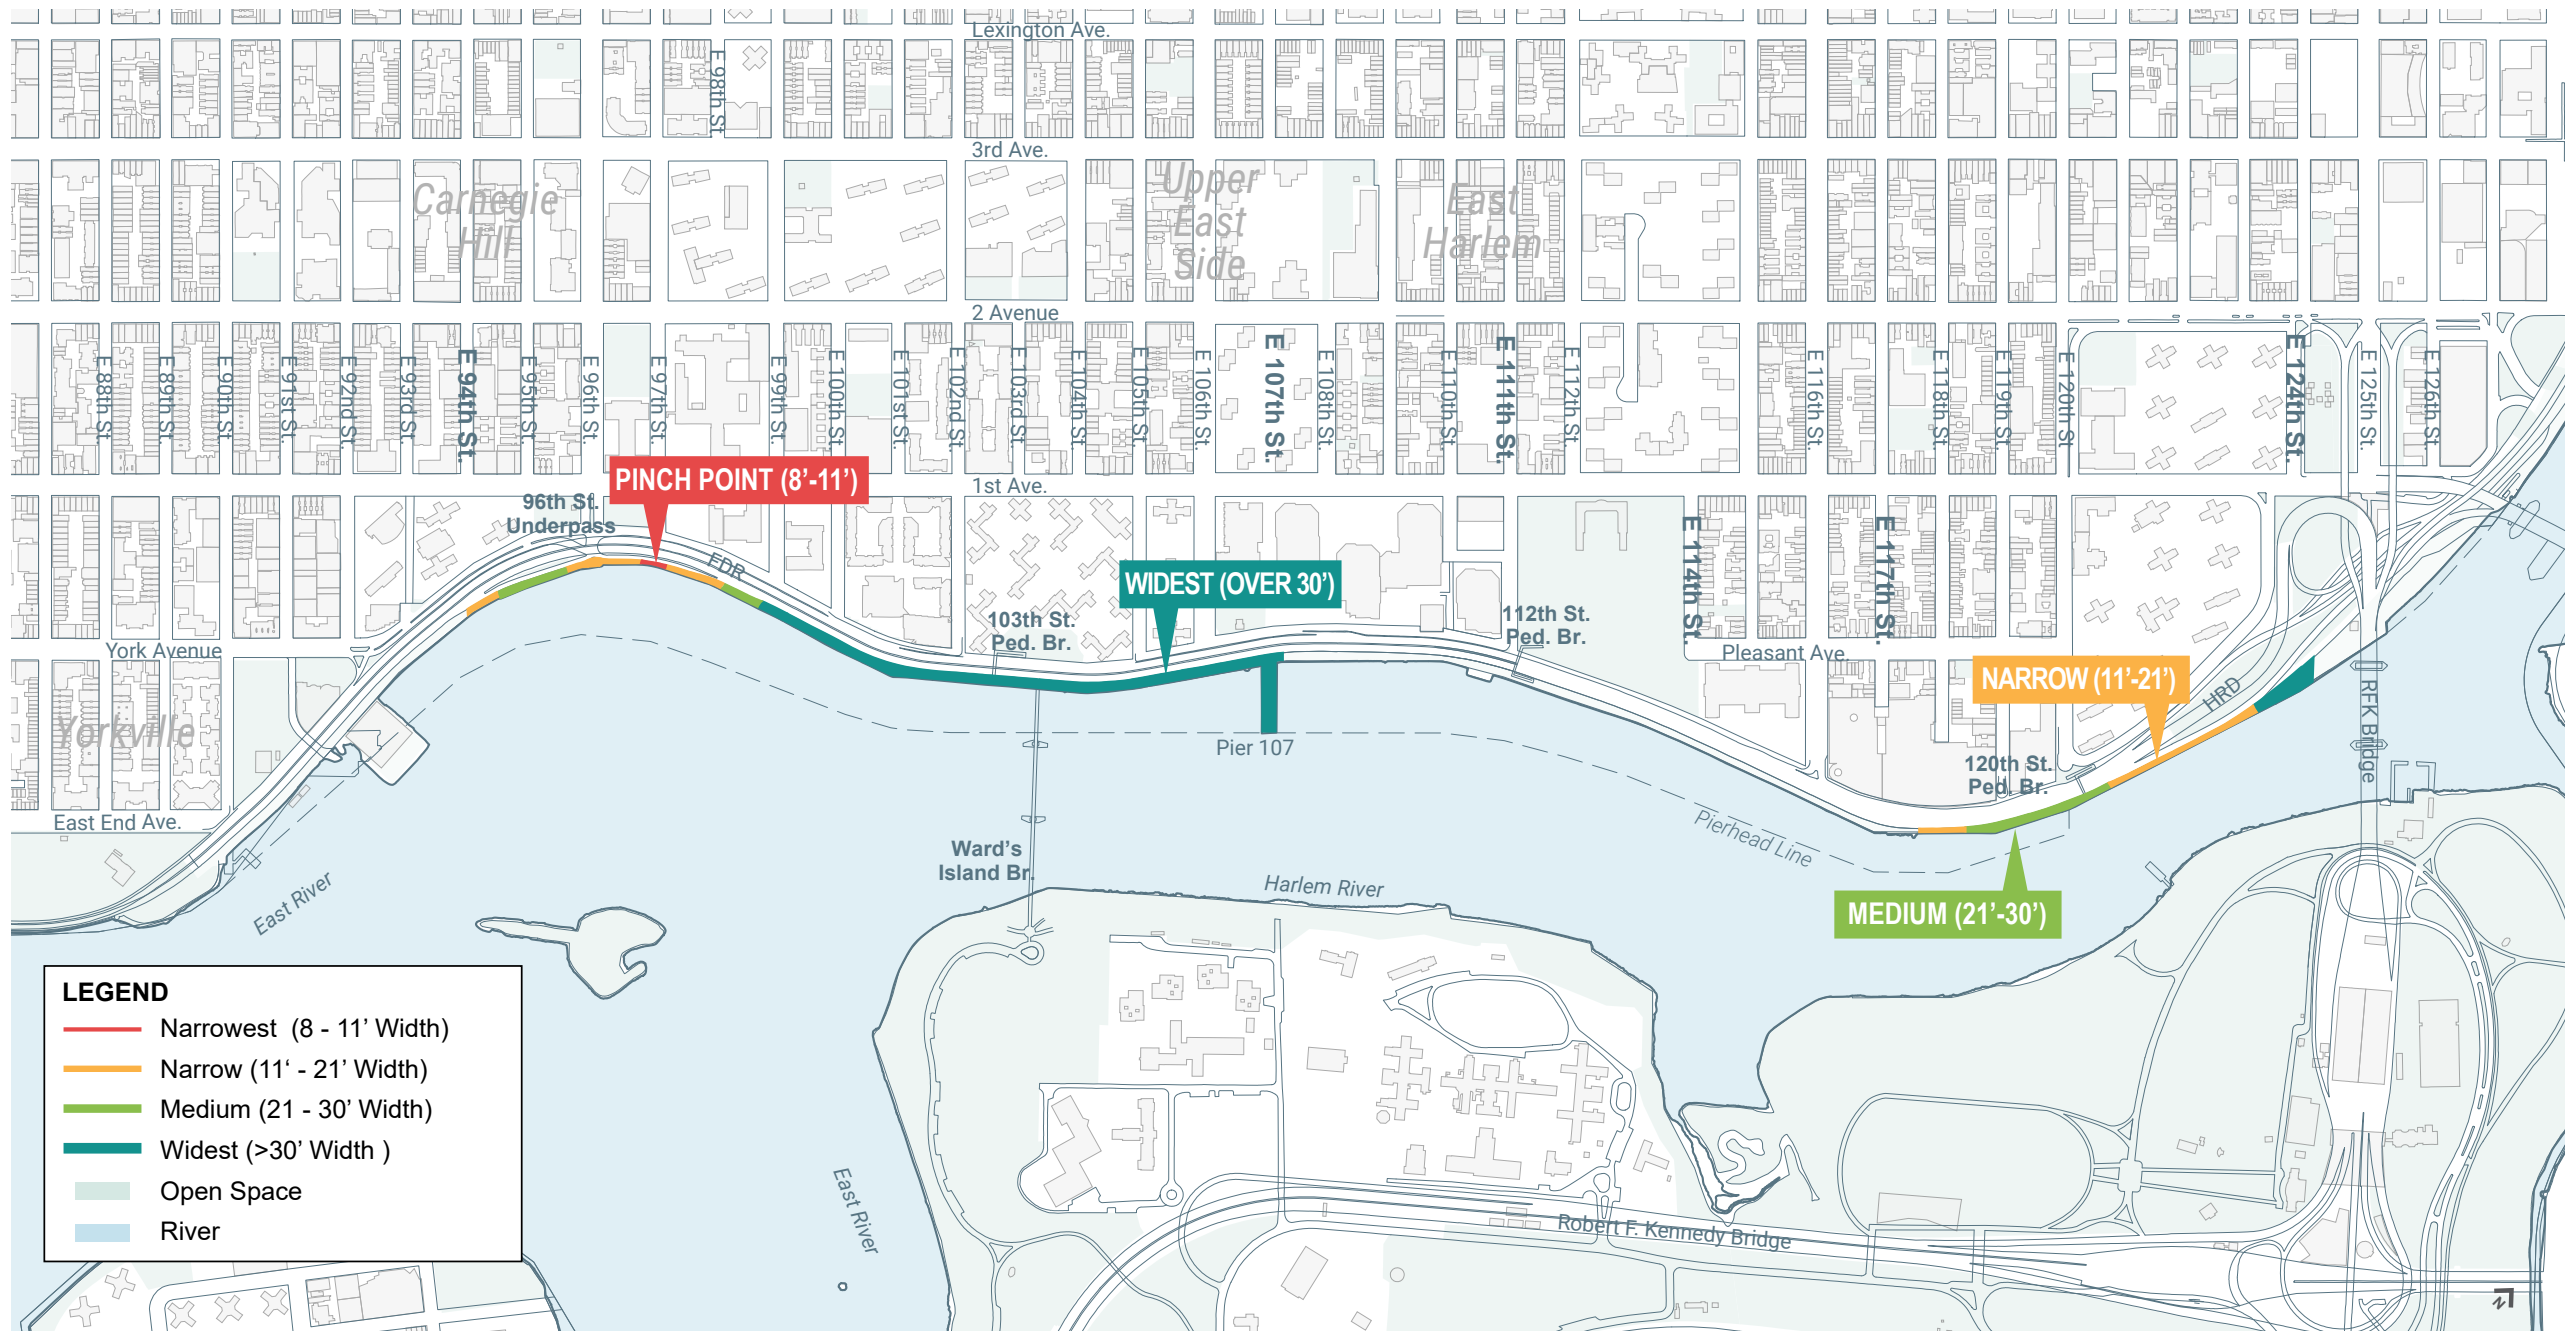 Lexington Ave.
E 98th St.
3rd Ave.
Carnegie
Hill
Upper
East
Side
East
Harlem
2 Avenue
E 88th St.
E 89th St.
E 90th St.
E 91st St.
E 92nd St.
E 93rd St.
E 94th St.
E 95th St.
E 96th St.
E 97th St.
E 99th St.
E 100th St.
E 101st St.
E 102nd St.
E 103rd St.
E 104th St.
E 105th St.
E 106th St.
E 107th St.
E 108th St.
E 110th St.
E 111th St.
E 112th St.
E 116th St.
E 118th St.
E 119th St.
E 120th St.
E 124th St.
E 125th St.
E 126th St.
PINCH POINT (8’-11’)
1st Ave.
96th St.
Underpass
FDR
WIDEST (OVER 30’)
103th St.
Ped. Br.
112th St.
Ped. Br.
E 114th St.
E 117th St.
York Avenue
Pleasant Ave.
NARROW (11’-21’)
HRD
RFK Bridge
Yorkville
Pier 107
120th St.
Ped. Br.
East End Ave.
Pierhead Line
Ward’s
Island Br.
East River
Harlem River
MEDIUM (21’-30’)
LEGEND
Narrowest (8 - 11’ Width)
Narrow (11‘ - 21’ Width)
Medium (21 - 30’ Width)
Widest (>30’ Width )
Open Space
River
East River
Robert F. Kennedy Bridge
N